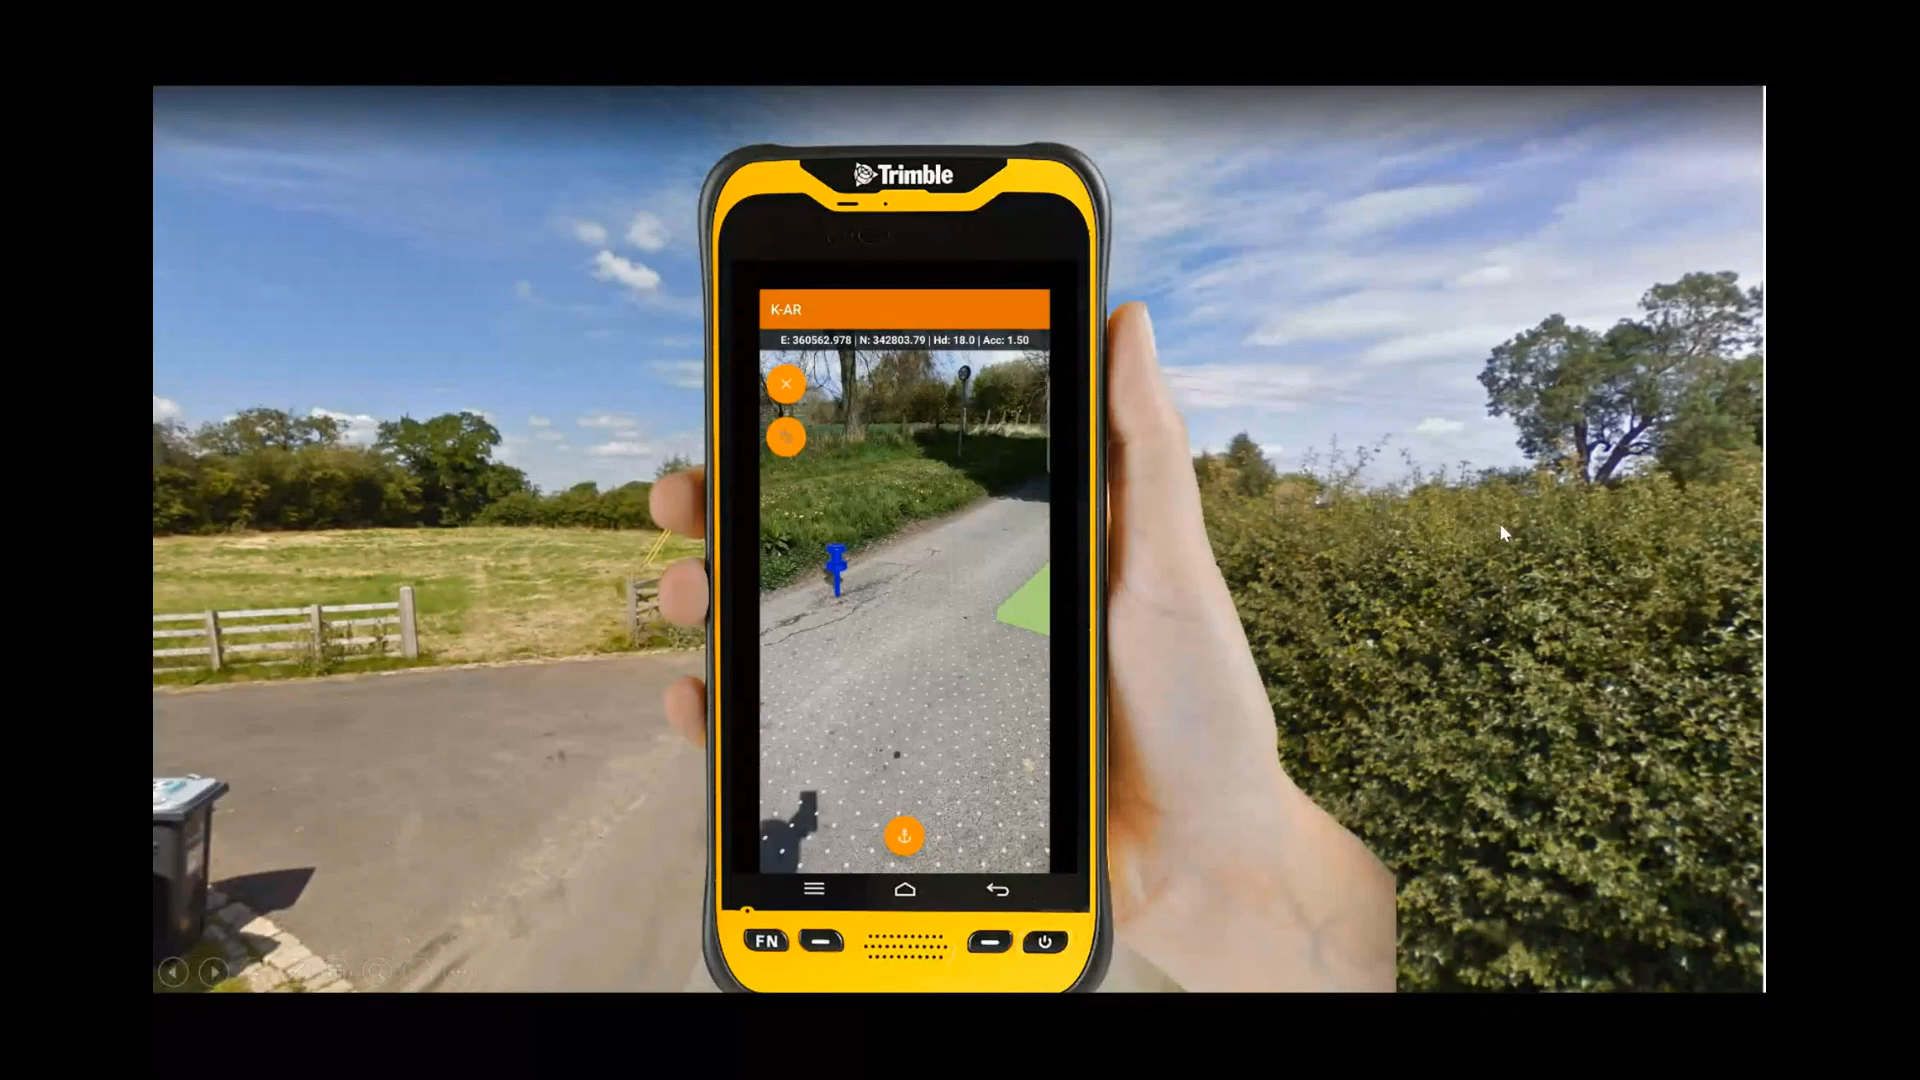 Trimble
K-AR
E: 360562.978 | N: 342803.79 | Hd: 18.0 | Acc: 1.50
FN